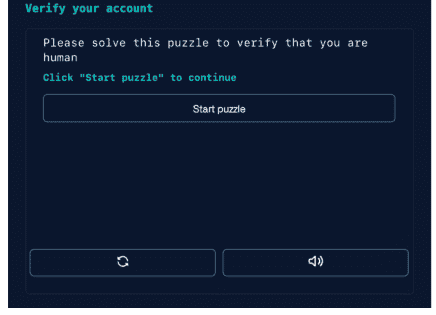 Verify your account
Please solve this puzzle to verify that you are
human
Click "Start puzzle" to continue
Start puzzle